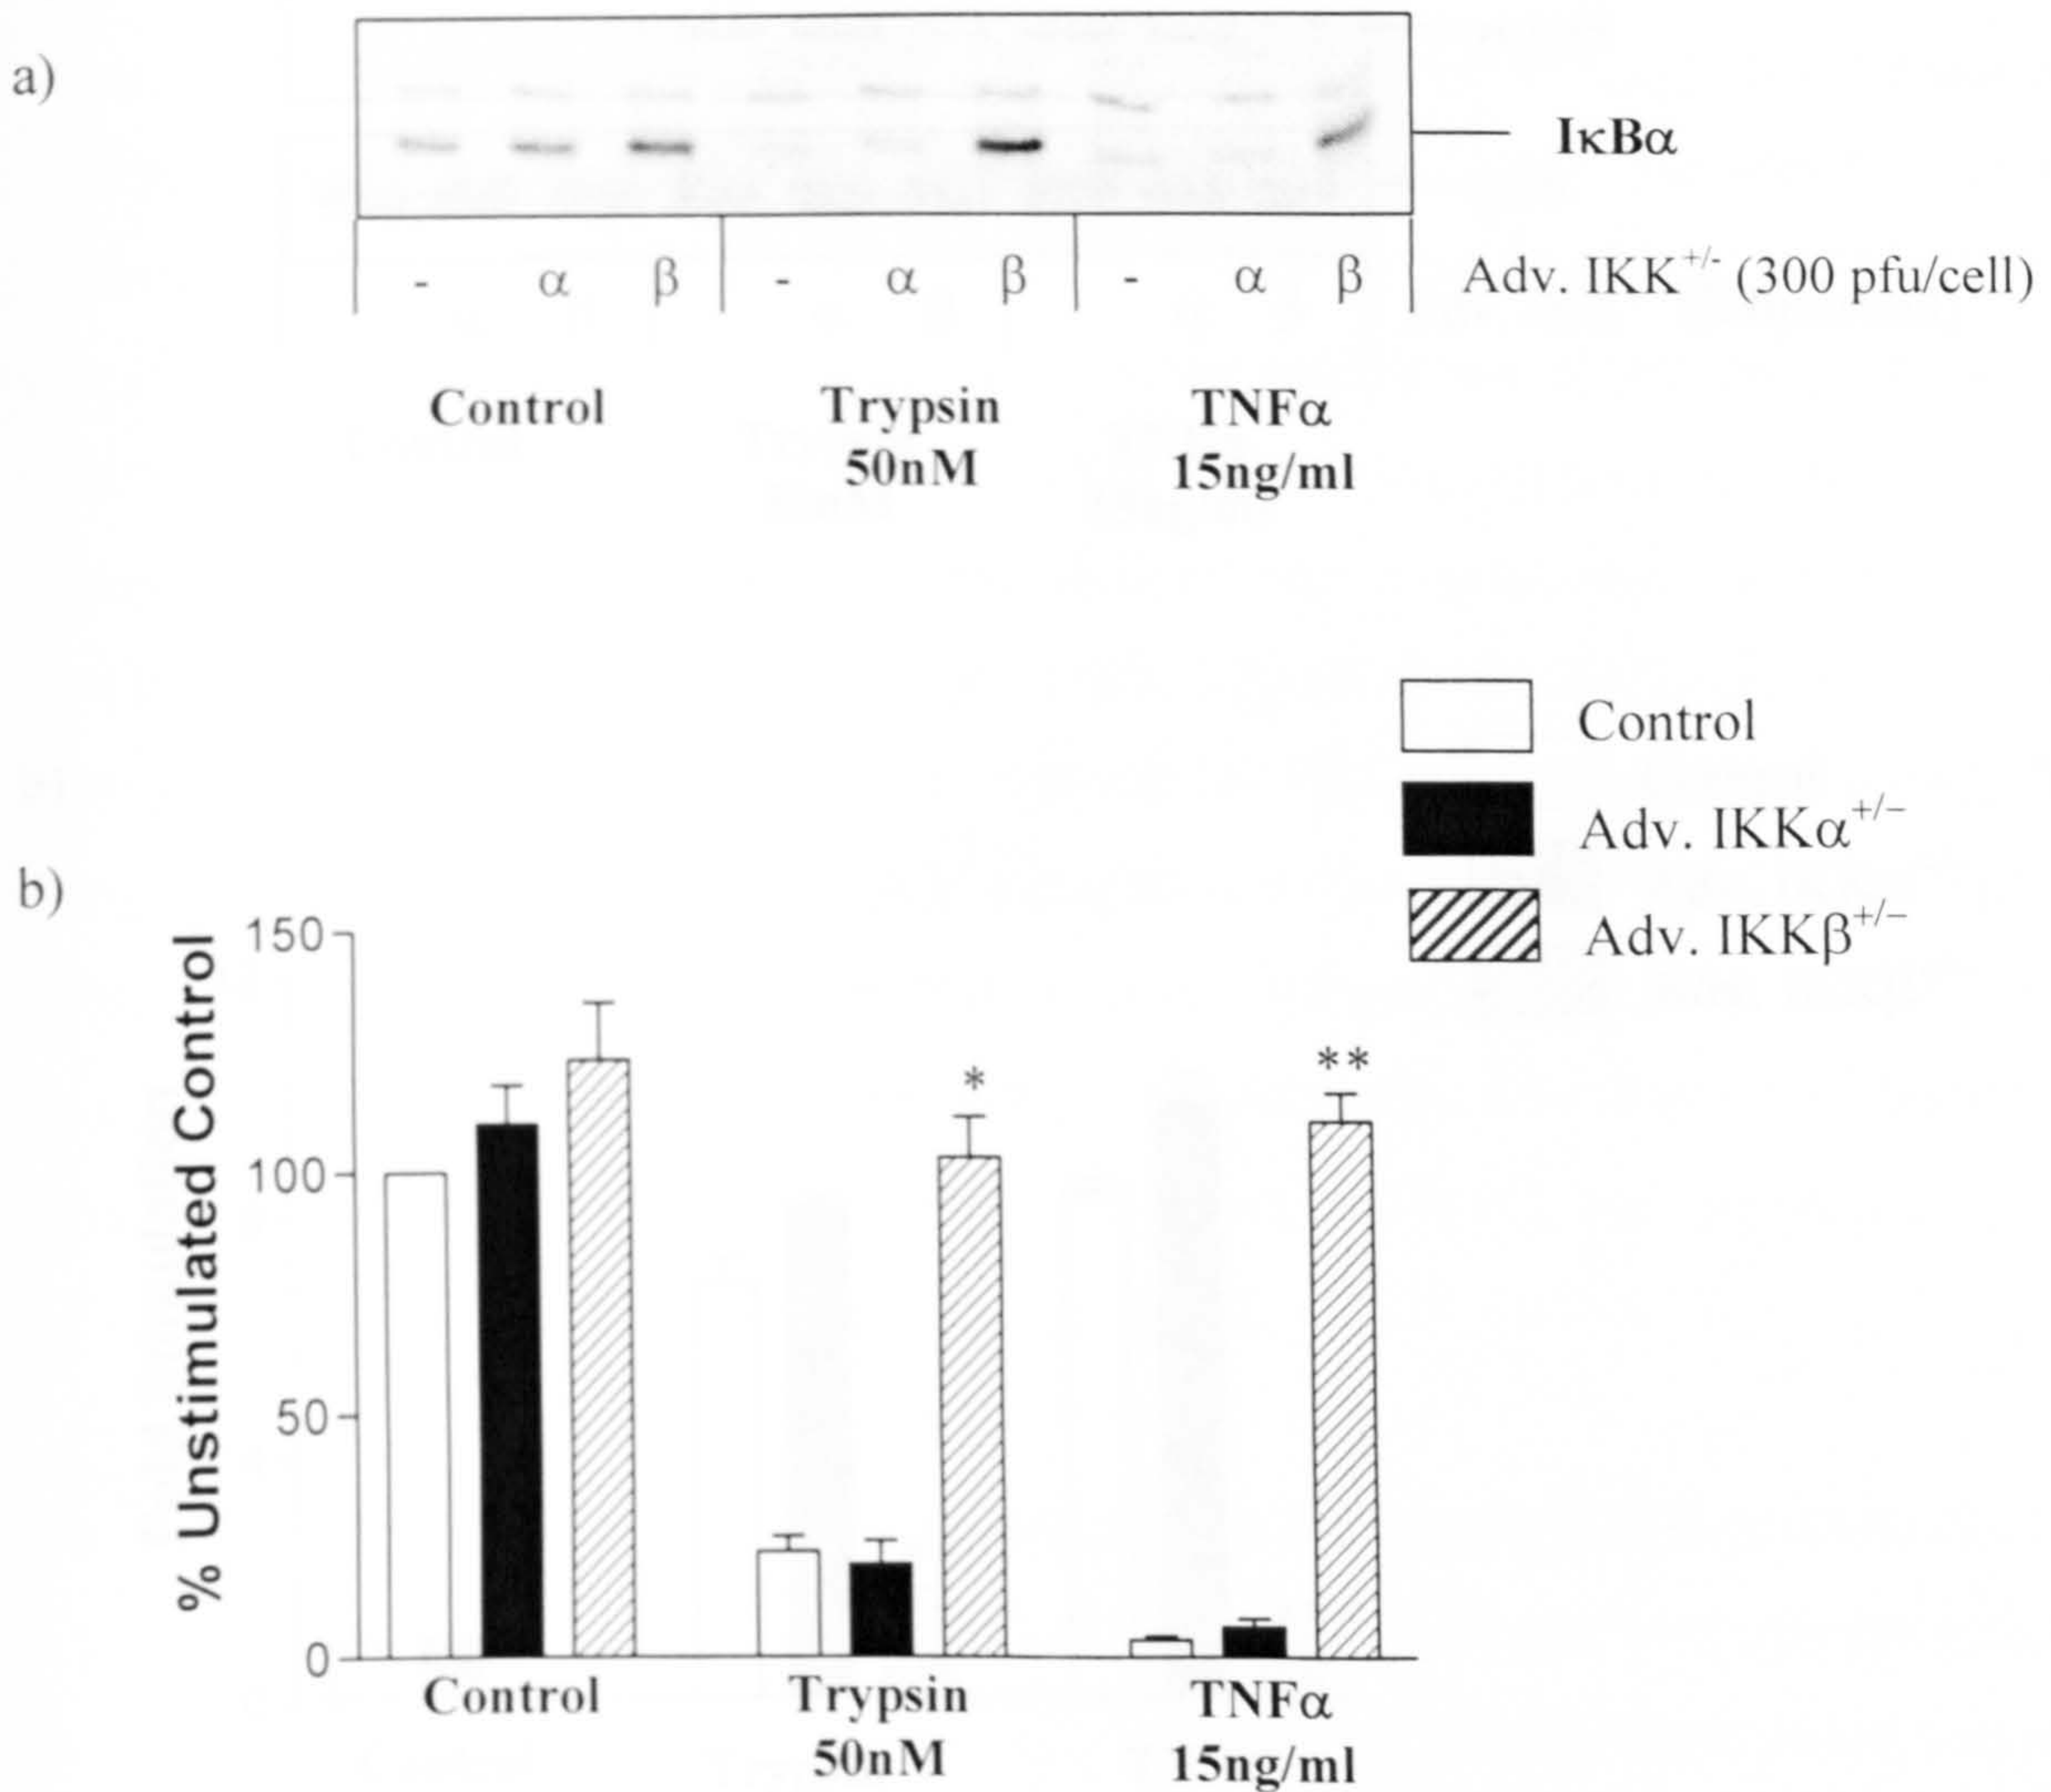 a)
IκBα
- α β - α β - α β Adv. IKK+/- (300 pfu/cell)
Control Trypsin TNFα
50nM 15ng/ml
Control
Adv. IKKα+/−
b)
Adv. IKKβ+/−
% Unstimulated Control
150
100
50
0
*
**
Control Trypsin TNFα
50nM 15ng/ml